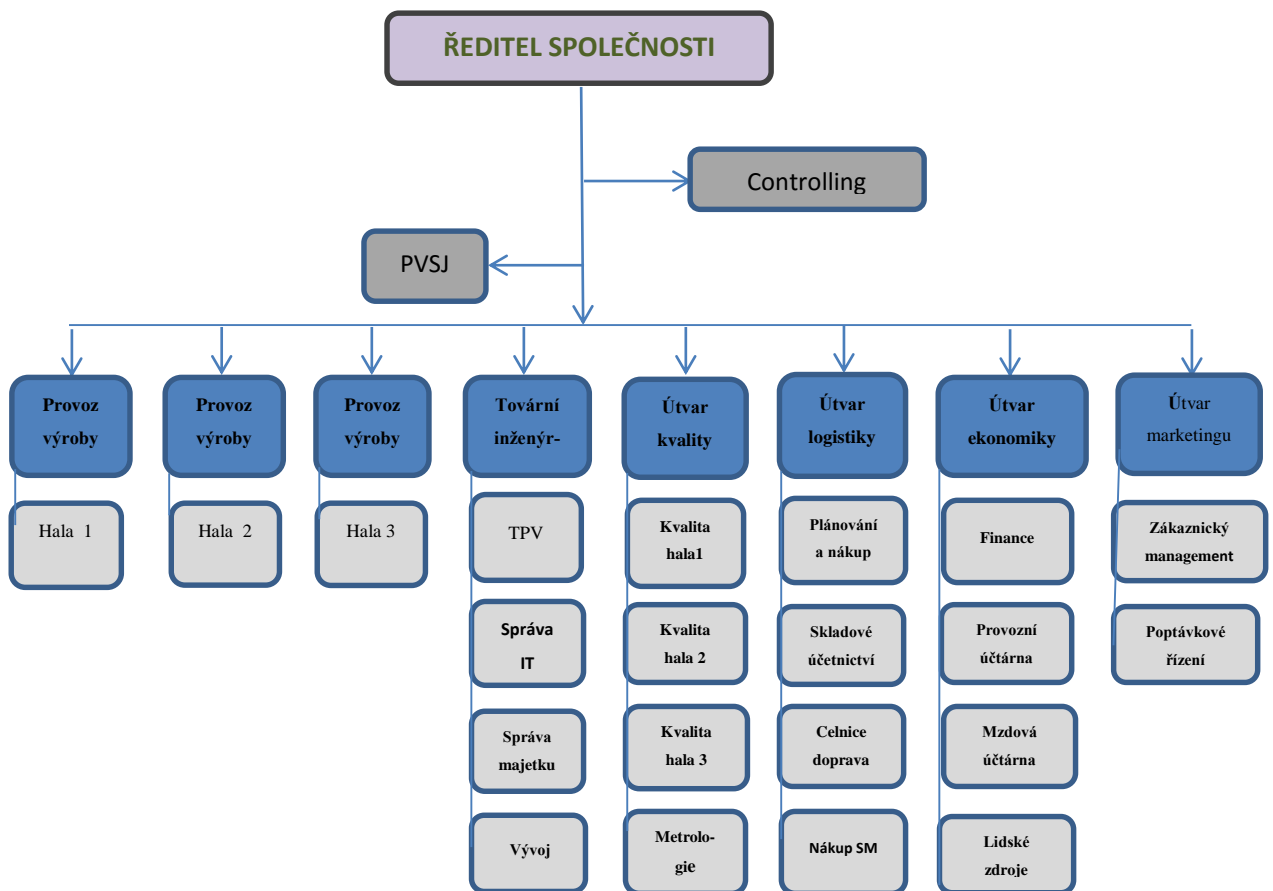 ŘEDITEL SPOLEČNOSTI
Controlling
PVSJ
Provoz
výroby
Provoz
výroby
Provoz
výroby
Tovární
inženýr-
Útvar
kvality
Útvar
logistiky
Útvar
ekonomiky
Útvar
marketingu
Hala 1
Hala 2
Hala 3
TPV
Kvalita
hala1
Plánování
a nákup
Finance
Zákaznický
management
Správa
IT
Kvalita
hala 2
Skladové
účetnictví
Provozní
účtárna
Poptávkové
řízení
Správa
majetku
Kvalita
hala 3
Celnice
doprava
Mzdová
účtárna
Vývoj
Metrolo-
gie
Nákup SM
Lidské
zdroje